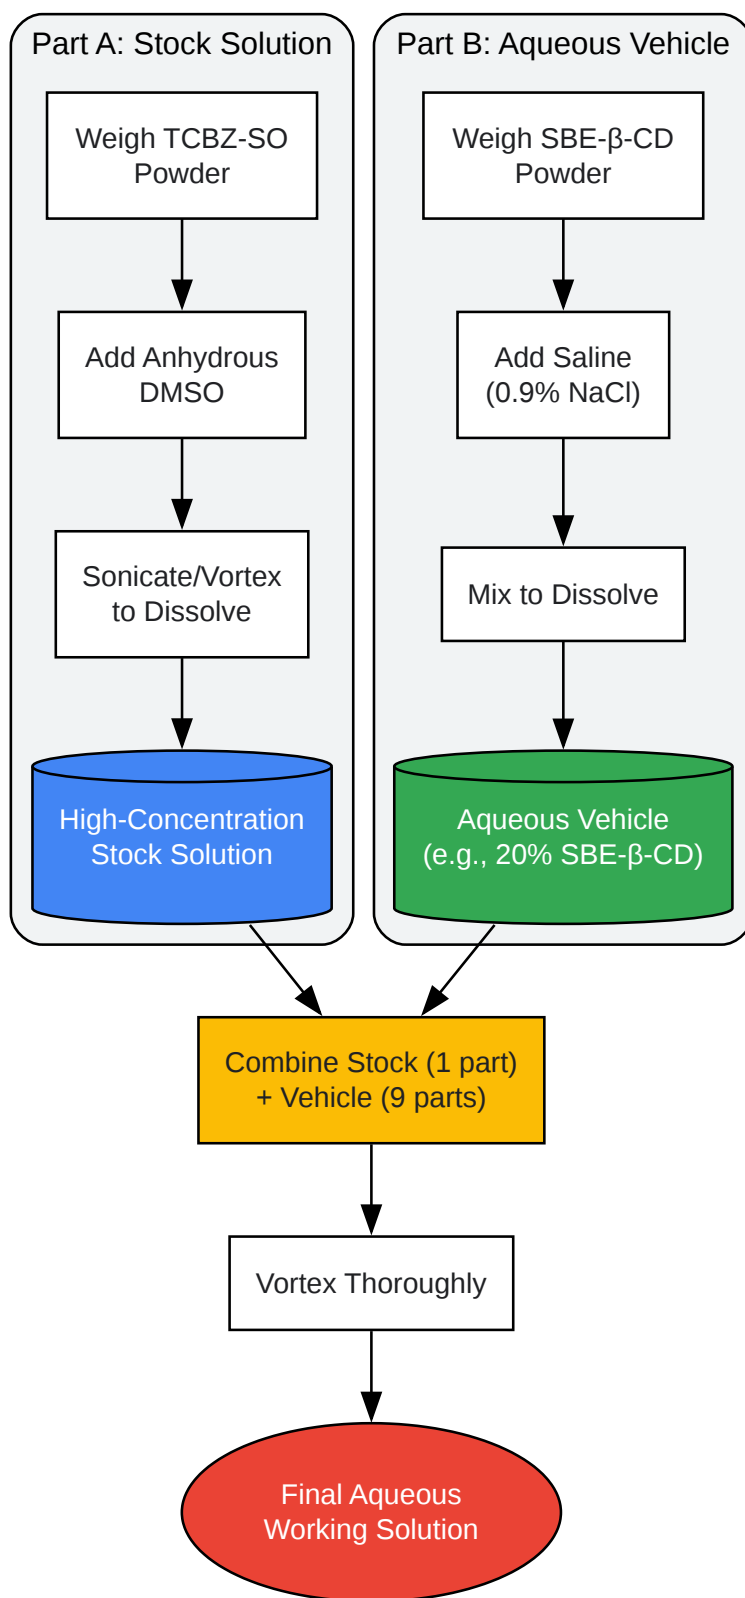 Part A: Stock Solution
Weigh TCBZ-SO
Powder
Add Anhydrous
DMSO
Sonicate/Vortex
to Dissolve
High-Concentration
Stock Solution
Part B: Aqueous Vehicle
Weigh SBE-β-CD
Powder
Add Saline
(0.9% NaCl)
Mix to Dissolve
Aqueous Vehicle
(e.g., 20% SBE-β-CD)
Combine Stock (1 part)
+ Vehicle (9 parts)
Vortex Thoroughly
Final Aqueous
Working Solution